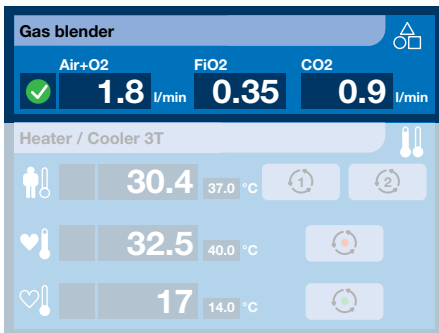 Gas blender
Air+O2 FiO2 CO2
1.8 l/min 0.35 0.9 l/min
Heater / Cooler 3T
30.4 37.0 °C 1 2
32.5 40.0 °C
17 14.0 °C